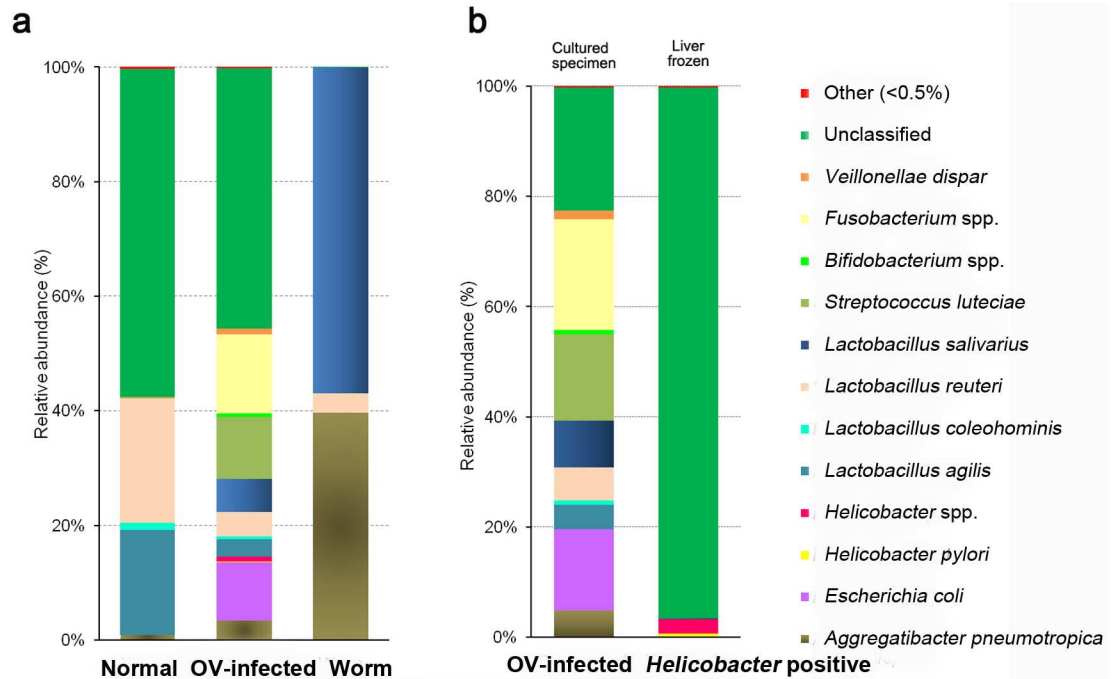 a
Relative abundance (%)
100%
80%
60%
40%
20%
0%
Normal
OV-infected
Worm
b
Cultured
specimen
Liver
frozen
Relative abundance (%)
100%
80%
60%
40%
20%
0%
OV-infected
Helicobacter positive
Other (<0.5%)
Unclassified
Veillonellae dispar
Fusobacterium spp.
Bifidobacterium spp.
Streptococcus luteciae
Lactobacillus salivarius
Lactobacillus reuteri
Lactobacillus coleohominis
Lactobacillus agilis
Helicobacter spp.
Helicobacter pylori
Escherichia coli
Aggregatibacter pneumotropica